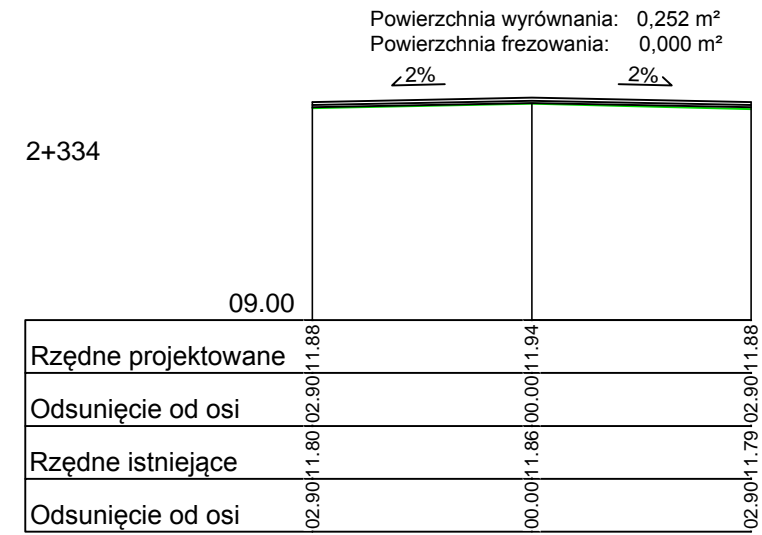 Powierzchnia wyrównania: 0,252 m²
Powierzchnia frezowania: 0,000 m²
2% 2%
2+334
09.00
Rzędne projektowane 11.88 11.94 11.88
Odsunięcie od osi 02.90 00.00 02.90
Rzędne istniejące 11.80 11.86 11.79
Odsunięcie od osi 02.90 00.00 02.90